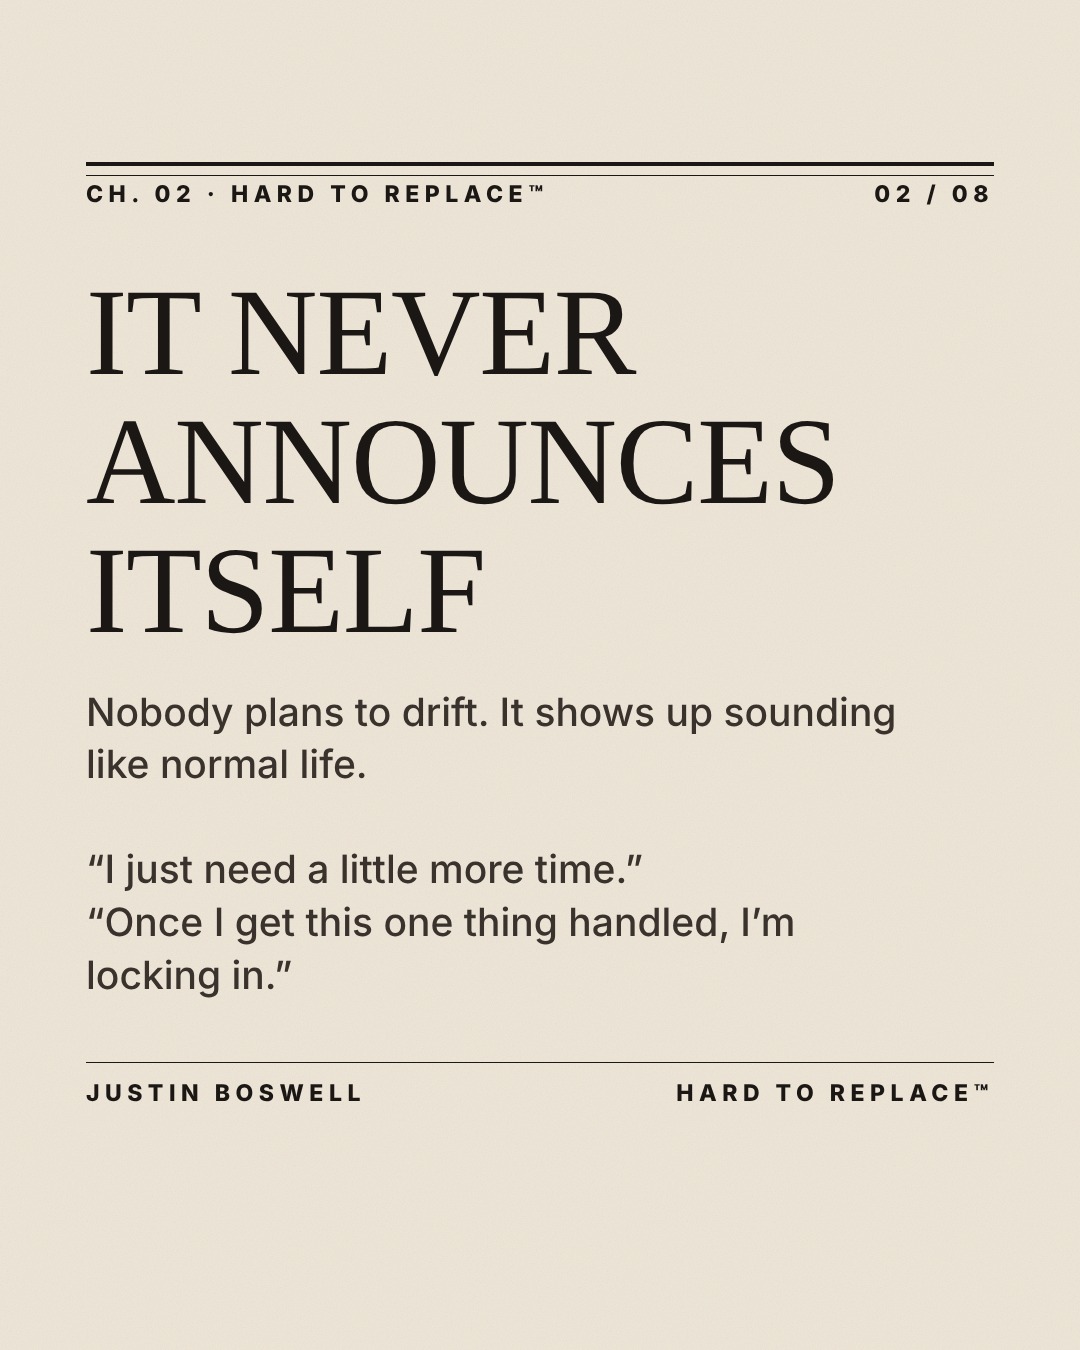 CH. 02 · HARD TO REPLACE™ 02 / 08
IT NEVER
ANNOUNCES
ITSELF
Nobody plans to drift. It shows up sounding
like normal life.
“I just need a little more time.”
“Once I get this one thing handled, I’m
locking in.”
JUSTIN BOSWELL HARD TO REPLACE™